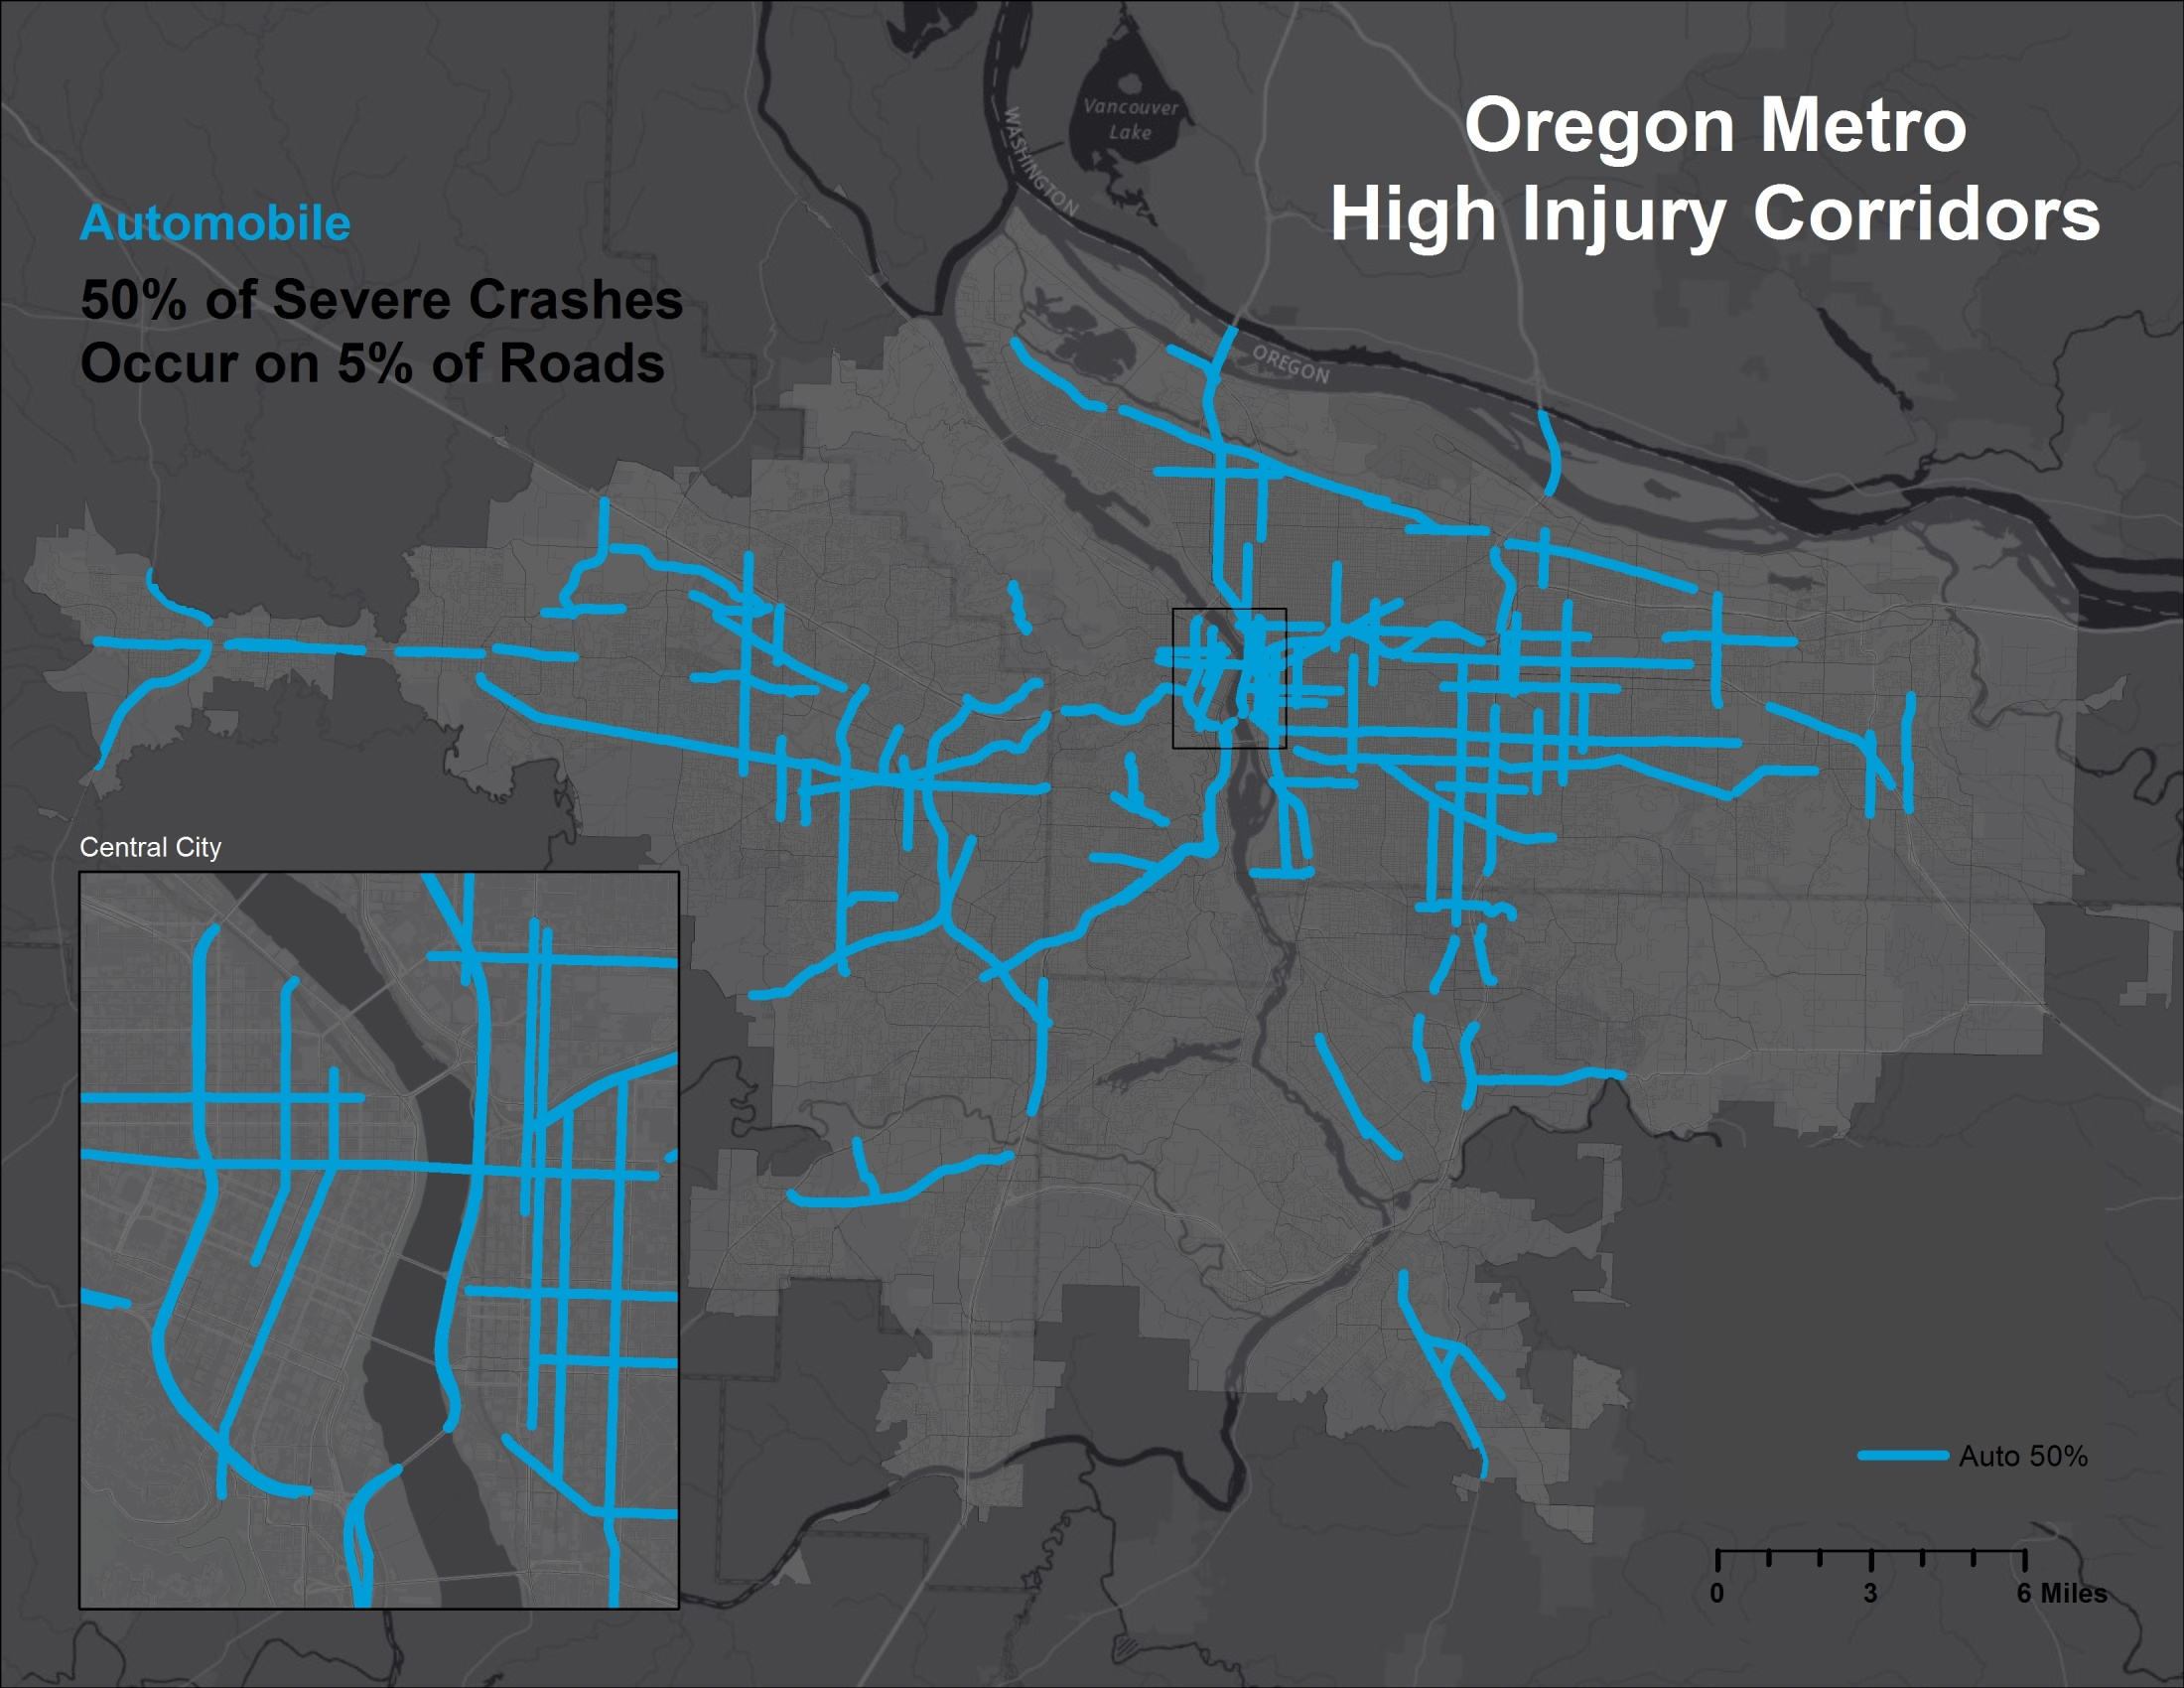 Oregon Metro
High Injury Corridors
Automobile
50% of Severe Crashes
Occur on 5% of Roads
Vancouver
Lake
WASHINGTON
OREGON
Central City
Auto 50%
0 3 6 Miles